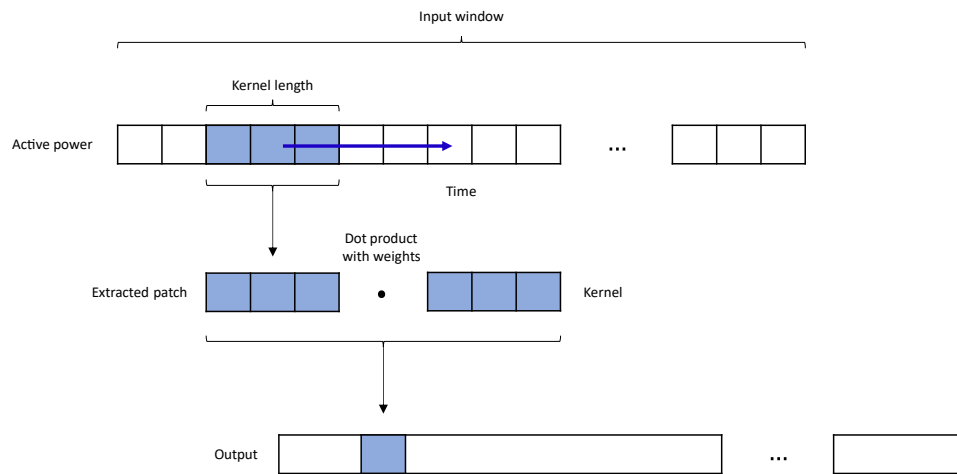 Input window
Kernel length
Active power
...
Time
Dot product
with weights
Extracted patch
Kernel
Output
...